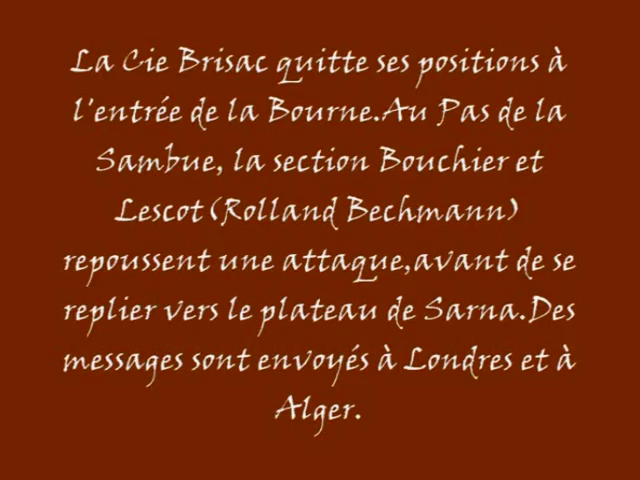 La Cie Brisac quitte ses positions à
l'entrée de la Bourne.Au Pas de la
Sambue, la section Bouchier et
Lescot(Rolland Bechmann)
repoussent une attaque,avant de se
replier vers le plateau de Sarna.Des
messages sont envoyés à Londres et à
Alger.